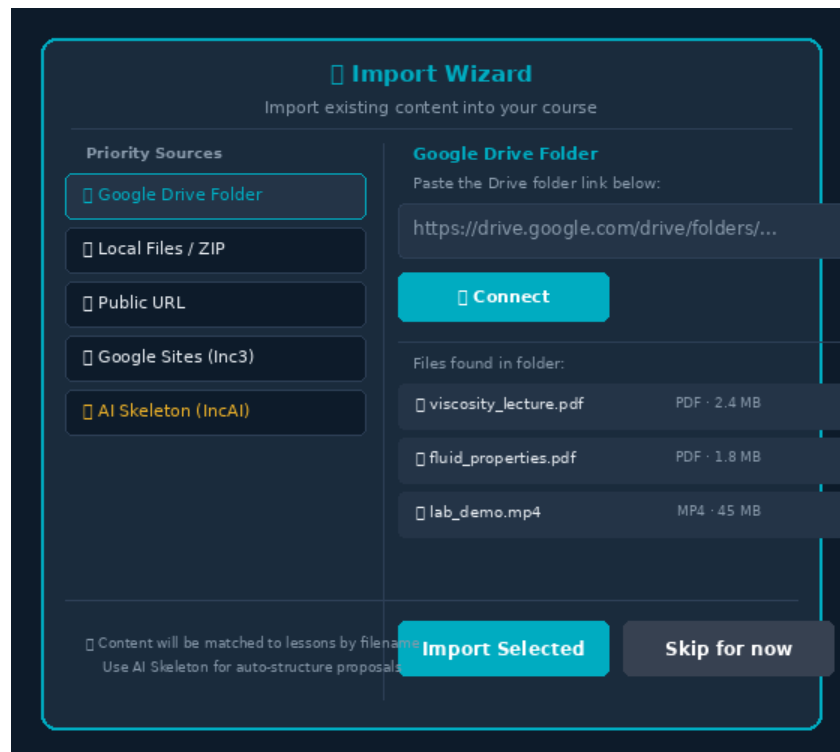 Import Wizard
Import existing content into your course
Priority Sources
Google Drive Folder
Local Files / ZIP
Public URL
Google Sites (Inc3)
AI Skeleton (IncAI)
Google Drive Folder
Paste the Drive folder link below:
https://drive.google.com/drive/folders/...
Connect
Files found in folder:
viscosity_lecture.pdf PDF · 2.4 MB
fluid_properties.pdf PDF · 1.8 MB
lab_demo.mp4 MP4 · 45 MB
Content will be matched to lessons by filename
Use AI Skeleton for auto-structure proposals
Import Selected
Skip for now